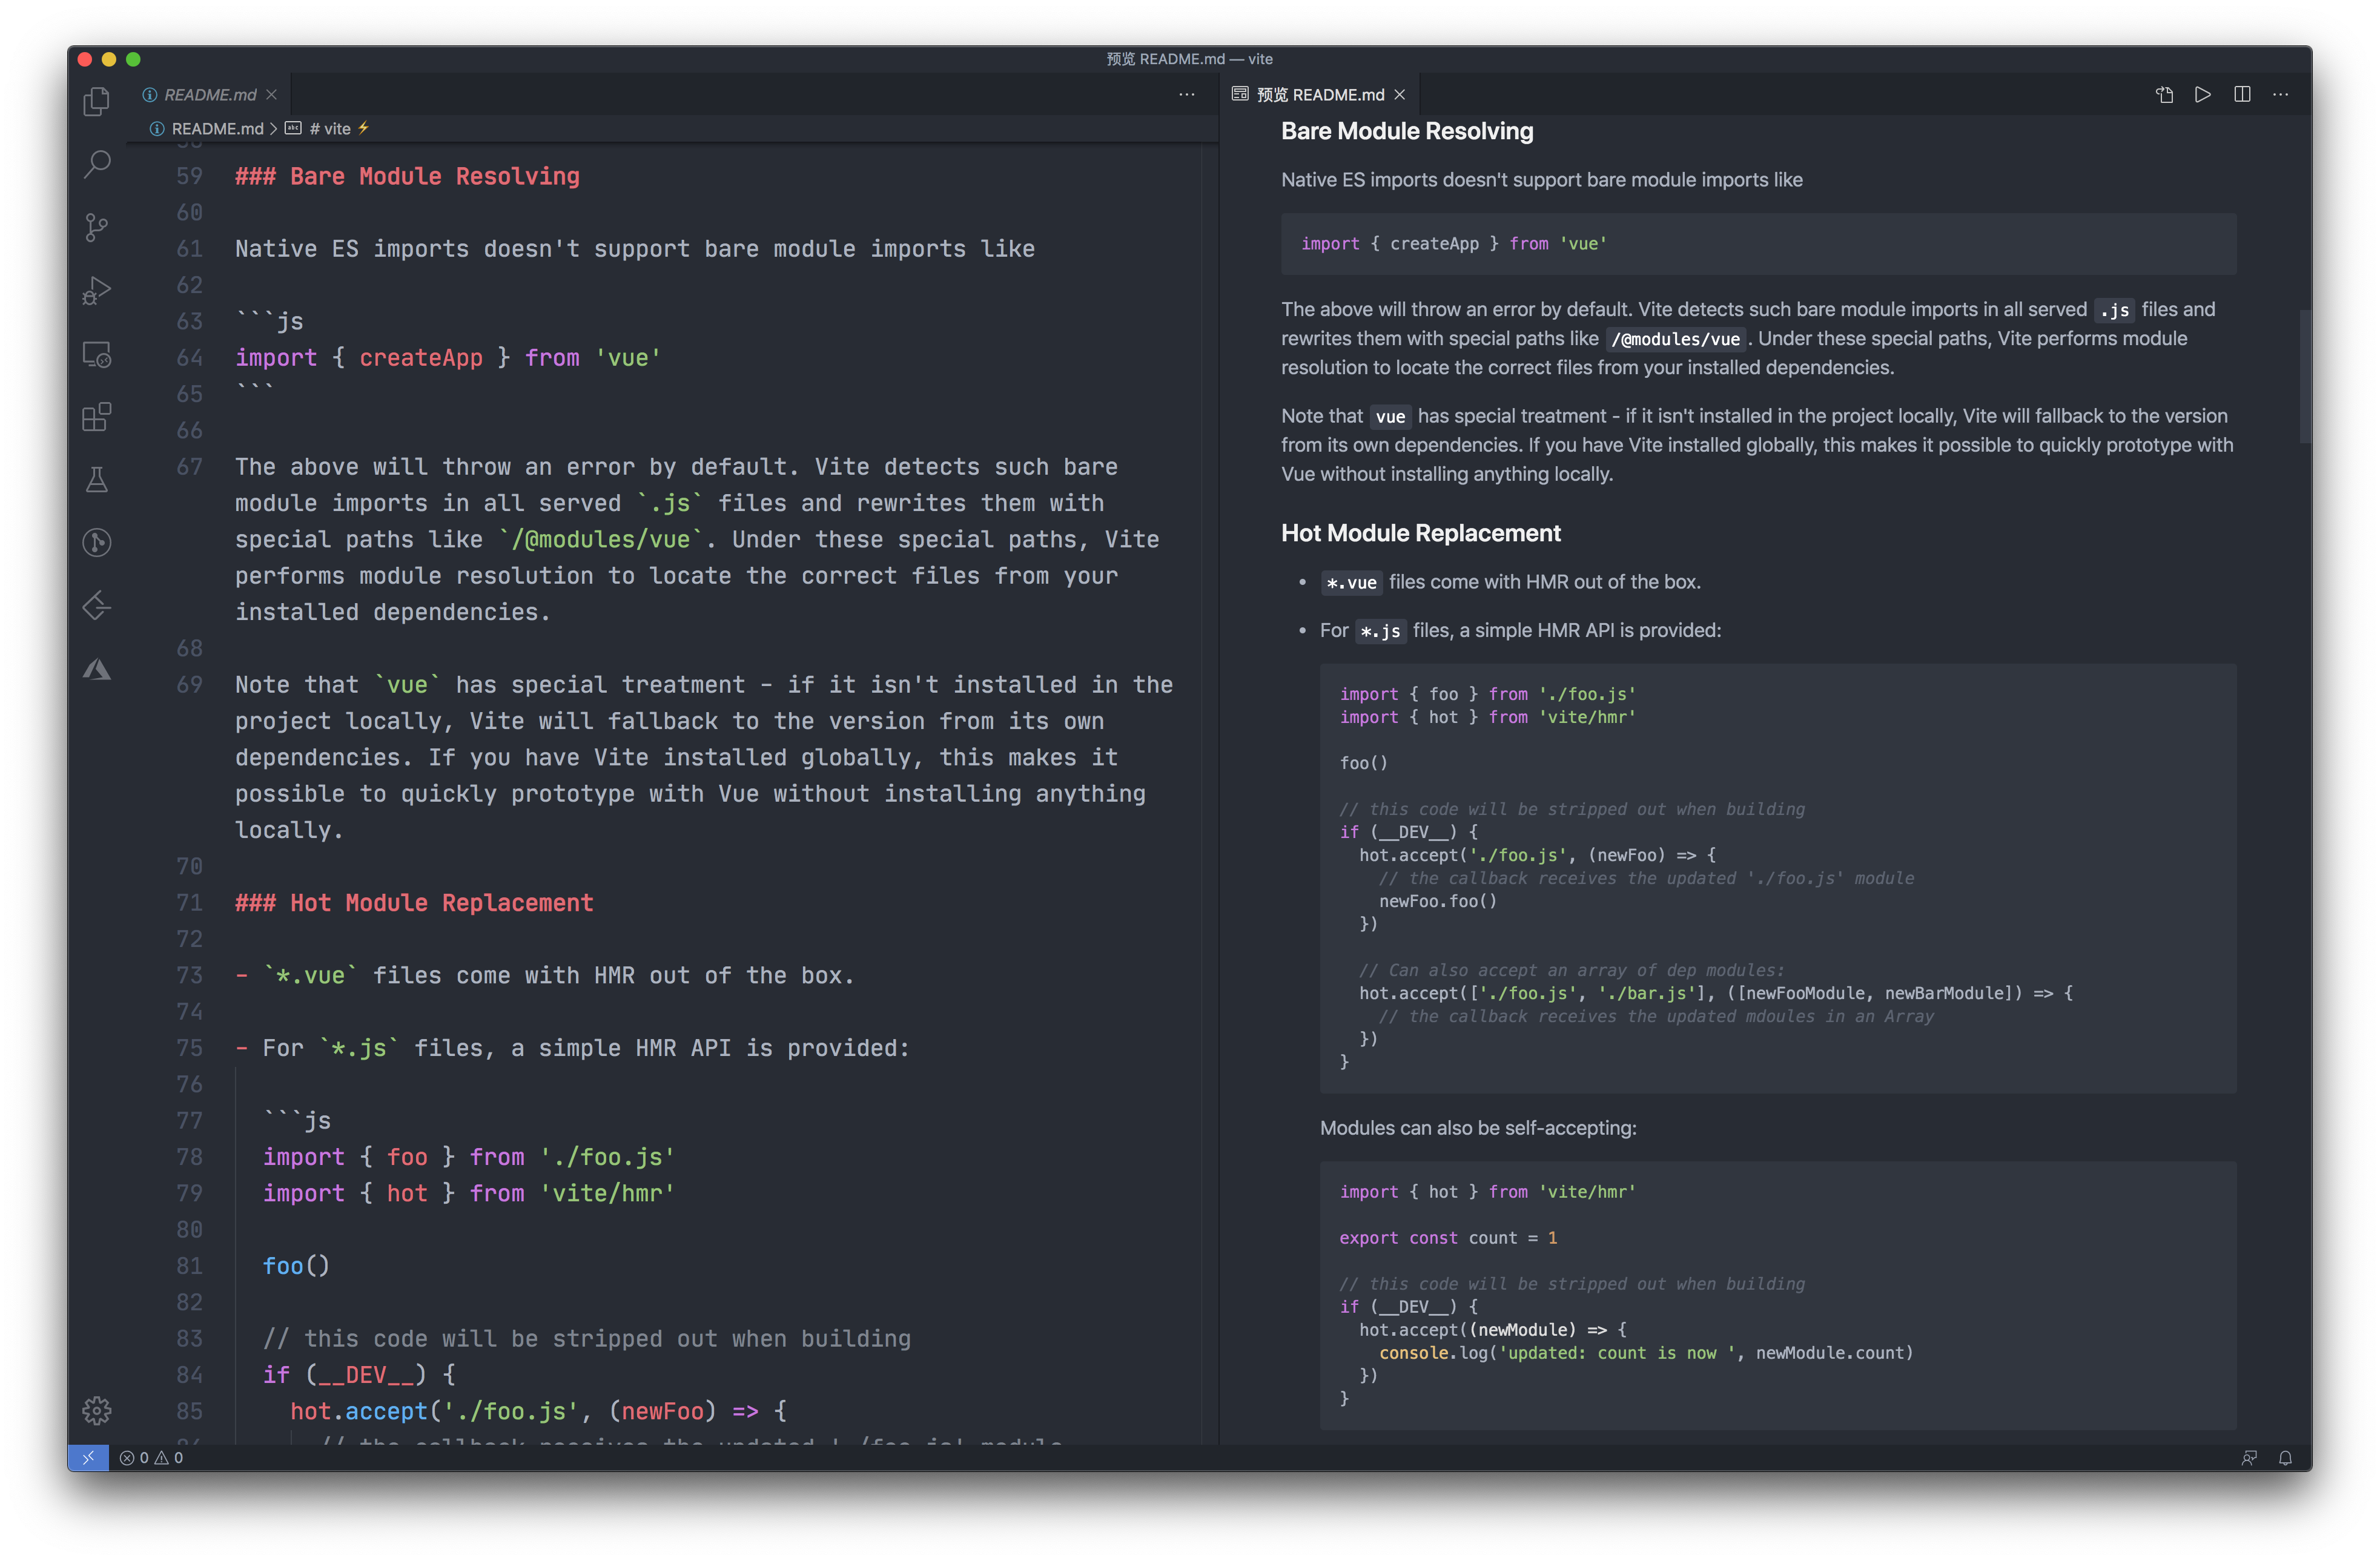 预览 README.md — vite
README.md
README.md > # vite ⚡
59 ### Bare Module Resolving
60
61 Native ES imports doesn't support bare module imports like
62
63 ```js
64 import { createApp } from 'vue'
65 ```
66
67 The above will throw an error by default. Vite detects such bare
module imports in all served `.js` files and rewrites them with
special paths like `/@modules/vue`. Under these special paths, Vite
performs module resolution to locate the correct files from your
installed dependencies.
68
69 Note that `vue` has special treatment - if it isn't installed in the
project locally, Vite will fallback to the version from its own
dependencies. If you have Vite installed globally, this makes it
possible to quickly prototype with Vue without installing anything
locally.
70
71 ### Hot Module Replacement
72
73 - `*.vue` files come with HMR out of the box.
74
75 - For `*.js` files, a simple HMR API is provided:
76
77 ```js
78 import { foo } from './foo.js'
79 import { hot } from 'vite/hmr'
80
81 foo()
82
83 // this code will be stripped out when building
84 if (__DEV__) {
85 hot.accept('./foo.js', (newFoo) => {
0 0
预览 README.md
Bare Module Resolving
Native ES imports doesn't support bare module imports like
import { createApp } from 'vue'
The above will throw an error by default. Vite detects such bare module imports in all served .js files and
rewrites them with special paths like /@modules/vue. Under these special paths, Vite performs module
resolution to locate the correct files from your installed dependencies.
Note that vue has special treatment - if it isn't installed in the project locally, Vite will fallback to the version
from its own dependencies. If you have Vite installed globally, this makes it possible to quickly prototype with
Vue without installing anything locally.
Hot Module Replacement
• *.vue files come with HMR out of the box.
• For *.js files, a simple HMR API is provided:
import { foo } from './foo.js'
import { hot } from 'vite/hmr'
foo()
// this code will be stripped out when building
if (__DEV__) {
hot.accept('./foo.js', (newFoo) => {
// the callback receives the updated './foo.js' module
newFoo.foo()
})
// Can also accept an array of dep modules:
hot.accept(['./foo.js', './bar.js'], ([newFooModule, newBarModule]) => {
// the callback receives the updated mdoules in an Array
})
}
Modules can also be self-accepting:
import { hot } from 'vite/hmr'
export const count = 1
// this code will be stripped out when building
if (__DEV__) {
hot.accept((newModule) => {
console.log('updated: count is now ', newModule.count)
})
}